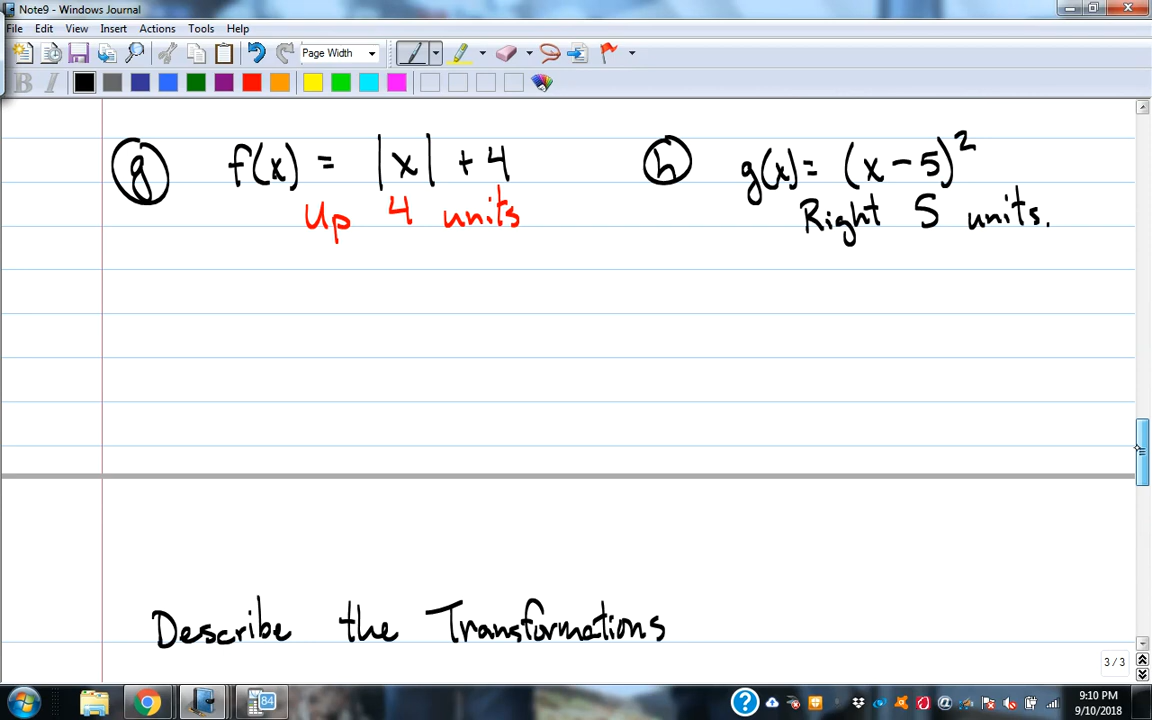 Note9 - Windows Journal
File Edit View Insert Actions Tools Help
Page Width
B I
g f(x) = |x| + 4
Up 4 units
h g(x) = (x - 5)²
Right 5 units.
Describe the Transformations
3 / 3
84
9:10 PM
9/10/2018